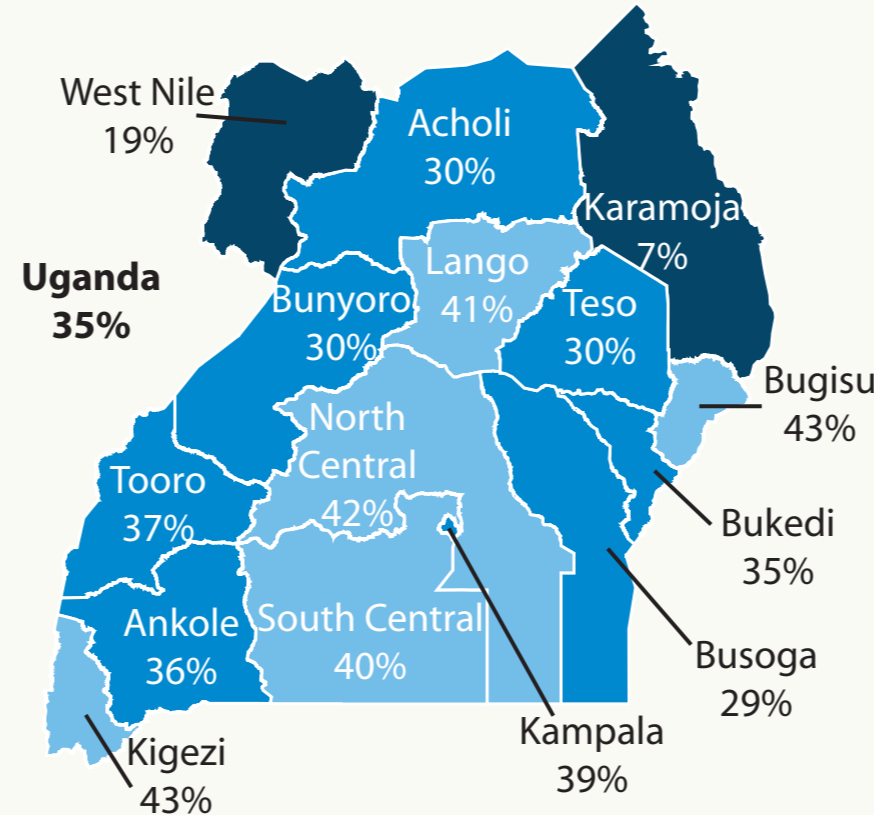 West Nile
19%
Acholi
30%
Karamoja
7%
Uganda
35%
Lango
41%
Bunyoro
30%
Teso
30%
Bugisu
43%
North
Central
42%
Tooro
37%
Bukedi
35%
Ankole
36%
South Central
40%
Busoga
29%
Kampala
39%
Kigezi
43%